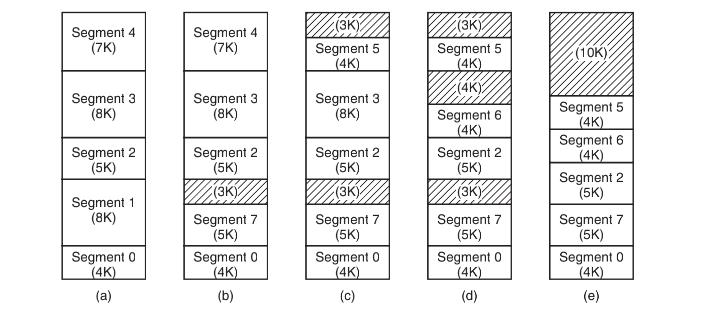 Segment 4
(7K)
Segment 3
(8K)
Segment 2
(5K)
Segment 1
(8K)
Segment 0
(4K)
(a)
Segment 4
(7K)
Segment 3
(8K)
Segment 2
(5K)
(3K)
Segment 7
(5K)
Segment 0
(4K)
(b)
(3K)
Segment 5
(4K)
Segment 3
(8K)
Segment 2
(5K)
(3K)
Segment 7
(5K)
Segment 0
(4K)
(c)
(3K)
Segment 5
(4K)
(4K)
Segment 6
(4K)
Segment 2
(5K)
(3K)
Segment 7
(5K)
Segment 0
(4K)
(d)
(10K)
Segment 5
(4K)
Segment 6
(4K)
Segment 2
(5K)
Segment 7
(5K)
Segment 0
(4K)
(e)